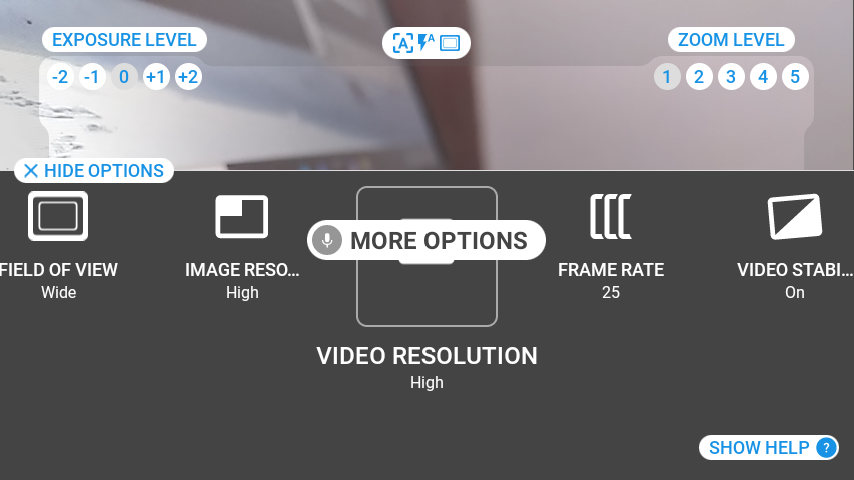 EXPOSURE LEVEL
A A
ZOOM LEVEL
-2 -1 0 +1 +2
1 2 3 4 5
HIDE OPTIONS
MORE OPTIONS
FIELD OF VIEW
Wide
IMAGE RESO...
High
FRAME RATE
25
VIDEO STABI...
On
VIDEO RESOLUTION
High
SHOW HELP ?